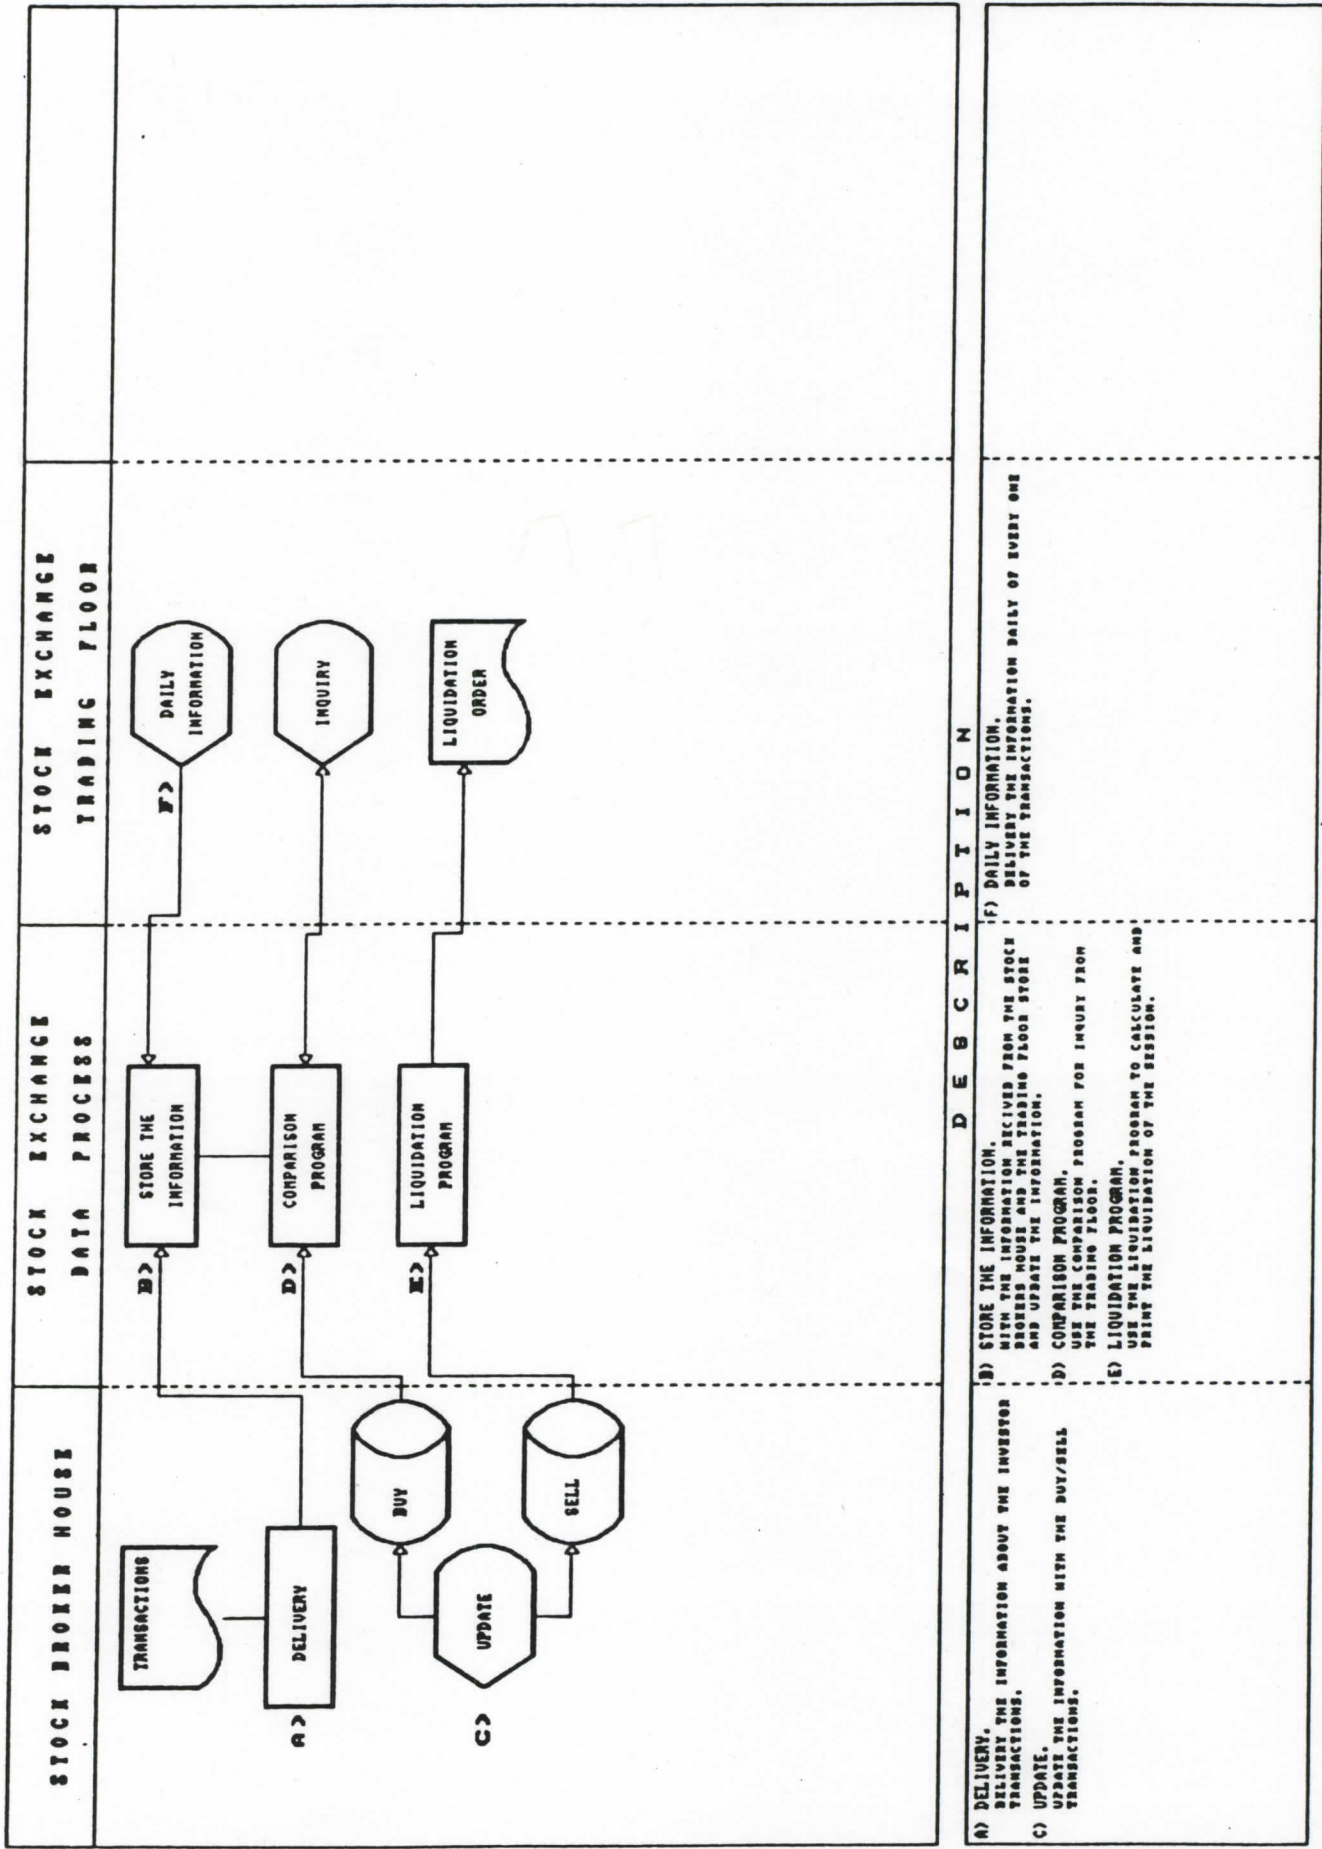 STOCK BROKER HOUSE
STOCK EXCHANGE
DATA PROCESS
STOCK EXCHANGE
TRADING FLOOR
TRANSACTIONS
A>
DELIVERY
C>
UPDATE
BUY
SELL
B>
STORE THE
INFORMATION
D>
COMPARISON
PROGRAM
E>
LIQUIDATION
PROGRAM
F>
DAILY
INFORMATION
INQUIRY
LIQUIDATION
ORDER
DESCRIPTION
A) DELIVERY.
DELIVERY THE INFORMATION ABOUT THE INVESTOR
TRANSACTIONS.
C) UPDATE.
UPDATE THE INFORMATION WITH THE BUY/SELL
TRANSACTIONS.
B) STORE THE INFORMATION.
WITH THE INFORMATION RECIVED FROM THE STOCK
BROKERS HOUSE AND THE TRADING FLOOR STORE
AND UPDATE THE INFORMATION.
D) COMPARISON PROGRAM.
USE THE COMPARISON PROGRAM FOR INQURY FROM
THE TRADING FLOOR.
E) LIQUIDATION PROGRAM.
USE THE LIQUIDATION PROGRAM TO CALCULATE AND
PRINT THE LIQUIDATION OF THE SESSION.
F) DAILY INFORMATION.
DELIVERY THE INFORMATION DAILY OF EVERY ONE
OF THE TRANSACTIONS.